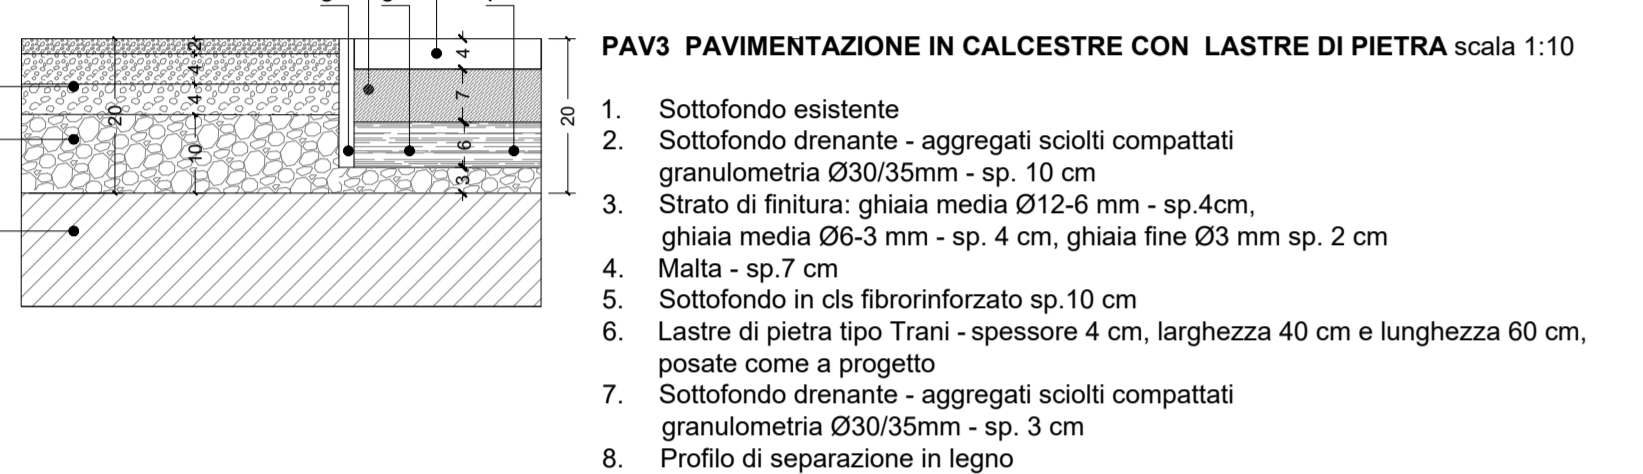 PAV3 PAVIMENTAZIONE IN CALCESTRE CON LASTRE DI PIETRA scala 1:10
1. Sottofondo esistente
2. Sottofondo drenante - aggregati sciolti compattati
granulometria Ø30/35mm - sp. 10 cm
3. Strato di finitura: ghiaia media Ø12-6 mm - sp.4cm,
ghiaia media Ø6-3 mm - sp. 4 cm, ghiaia fine Ø3 mm sp. 2 cm
4. Malta - sp.7 cm
5. Sottofondo in cls fibrorinforzato sp.10 cm
6. Lastre di pietra tipo Trani - spessore 4 cm, larghezza 40 cm e lunghezza 60 cm,
posate come a progetto
7. Sottofondo drenante - aggregati sciolti compattati
granulometria Ø30/35mm - sp. 3 cm
8. Profilo di separazione in legno
2
4
4
10
20
4
7
6
3
20